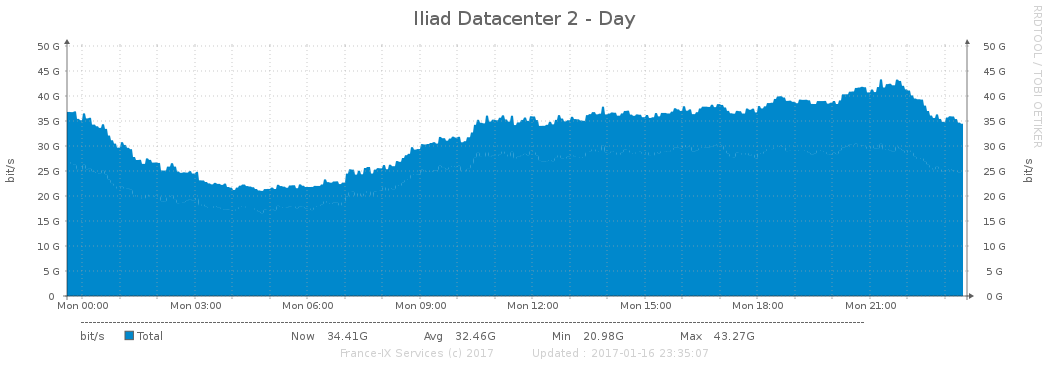 Iliad Datacenter 2 - Day
RRDTOOL / TOBI OETIKER
50 G 50 G
45 G 45 G
40 G 40 G
35 G 35 G
30 G 30 G
25 G 25 G
20 G 20 G
15 G 15 G
10 G 10 G
5 G 5 G
0 0 G
bit/s
bit/s
Mon 00:00 Mon 03:00 Mon 06:00 Mon 09:00 Mon 12:00 Mon 15:00 Mon 18:00 Mon 21:00
bit/s Total Now 34.41G Avg 32.46G Min 20.98G Max 43.27G
France-IX Services (c) 2017 Updated : 2017-01-16 23:35:07